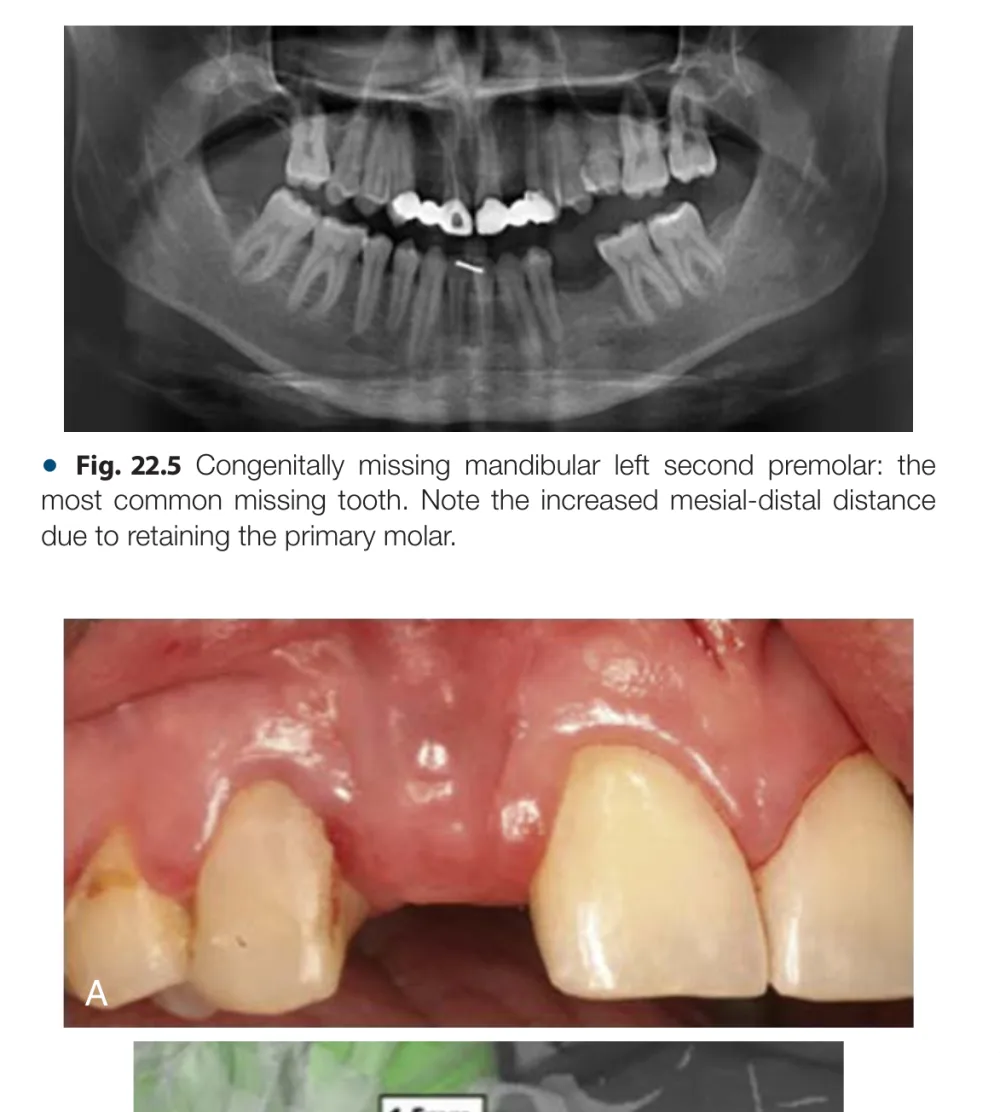 • Fig. 22.5 Congenitally missing mandibular left second premolar: the
most common missing tooth. Note the increased mesial-distal distance
due to retaining the primary molar.
A